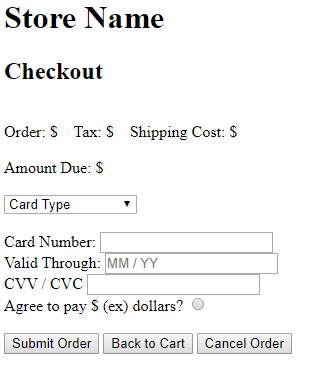 Store Name
Checkout
Order: $ Tax: $ Shipping Cost: $
Amount Due: $
Card Type
Card Number:
Valid Through: MM / YY
CVV / CVC
Agree to pay $ (ex) dollars?
Submit Order Back to Cart Cancel Order